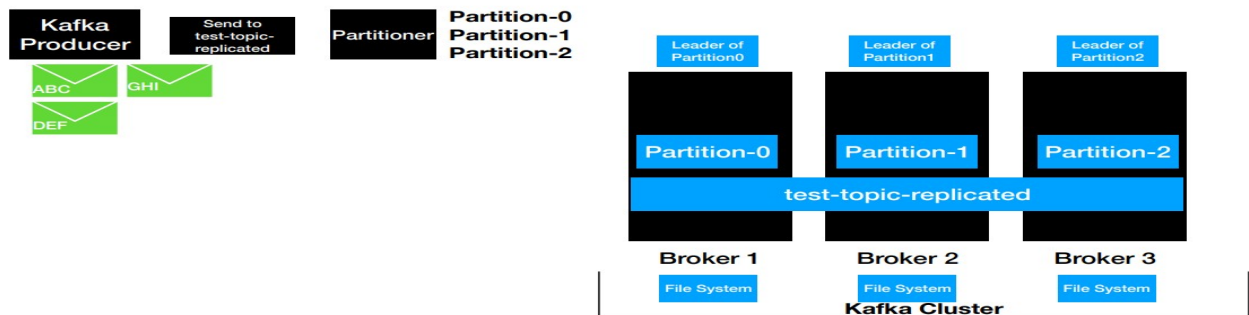 Kafka
Producer
Send to
test-topic-
replicated
Partitioner
Partition-0
Partition-1
Partition-2
ABC
GHI
DEF
Leader of
Partition0
Leader of
Partition1
Leader of
Partition2
Partition-0
Partition-1
Partition-2
test-topic-replicated
Broker 1
Broker 2
Broker 3
File System
File System
File System
Kafka Cluster